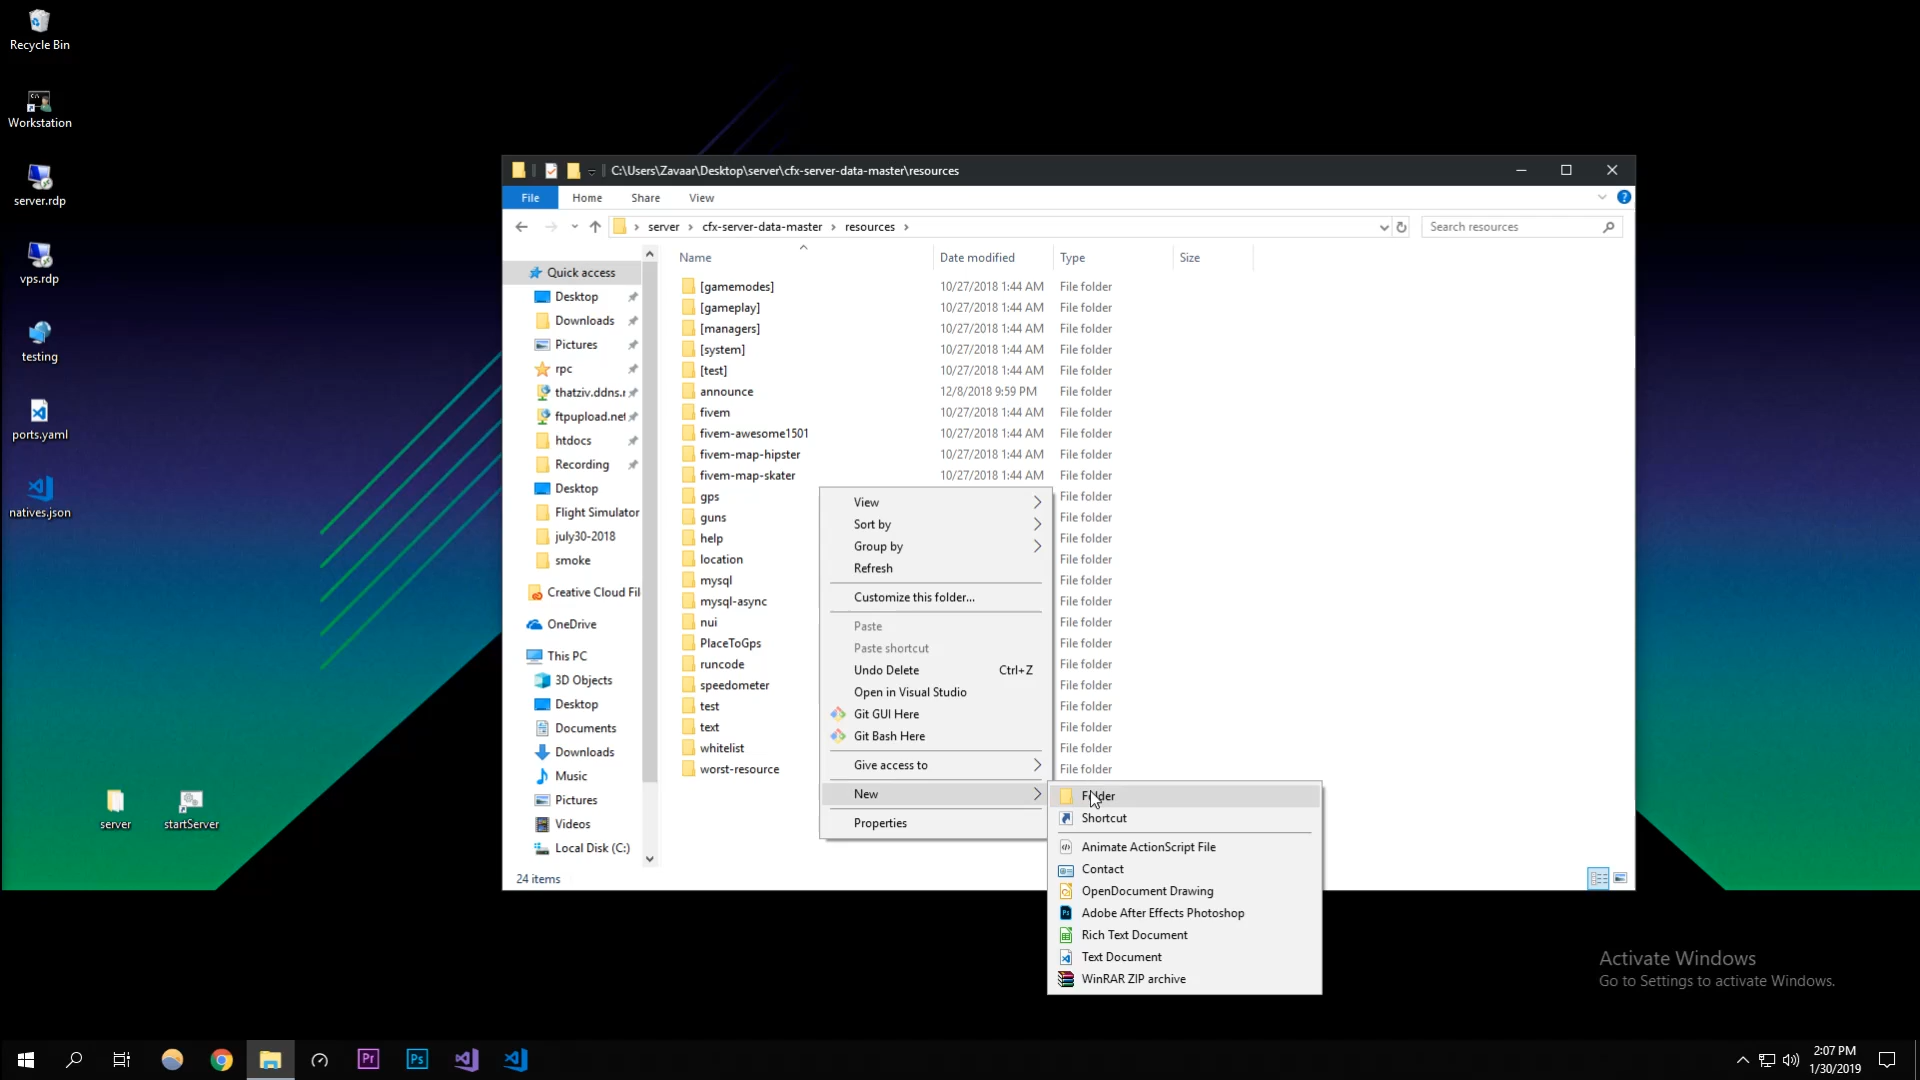 Recycle Bin
Workstation
server.rdp
vps.rdp
testing
ports.yaml
natives.json
server
startServer
C:\Users\Zavaar\Desktop\server\cfx-server-data-master\resources
File Home Share View
server cfx-server-data-master resources
Search resources
Quick access
Desktop
Downloads
Pictures
rpc
thatziv.ddns.r
ftpupload.net
htdocs
Recording
Desktop
Flight Simulator
july30-2018
smoke
Creative Cloud Fil
OneDrive
This PC
3D Objects
Desktop
Documents
Downloads
Music
Pictures
Videos
Local Disk (C:)
Name Date modified Type Size
[gamemodes] 10/27/2018 1:44 AM File folder
[gameplay] 10/27/2018 1:44 AM File folder
[managers] 10/27/2018 1:44 AM File folder
[system] 10/27/2018 1:44 AM File folder
[test] 10/27/2018 1:44 AM File folder
announce 12/8/2018 9:59 PM File folder
fivem 10/27/2018 1:44 AM File folder
fivem-awesome1501 10/27/2018 1:44 AM File folder
fivem-map-hipster 10/27/2018 1:44 AM File folder
fivem-map-skater 10/27/2018 1:44 AM File folder
gps File folder
guns File folder
help File folder
location File folder
mysql File folder
mysql-async File folder
nui File folder
PlaceToGps File folder
runcode File folder
speedometer File folder
test File folder
text File folder
whitelist File folder
worst-resource File folder
24 items
View
Sort by
Group by
Refresh
Customize this folder...
Paste
Paste shortcut
Undo Delete Ctrl+Z
Open in Visual Studio
Git GUI Here
Git Bash Here
Give access to
New
Properties
Folder
Shortcut
Animate ActionScript File
Contact
OpenDocument Drawing
Adobe After Effects Photoshop
Rich Text Document
Text Document
WinRAR ZIP archive
Activate Windows
Go to Settings to activate Windows.
Pr
Ps
2:07 PM
1/30/2019